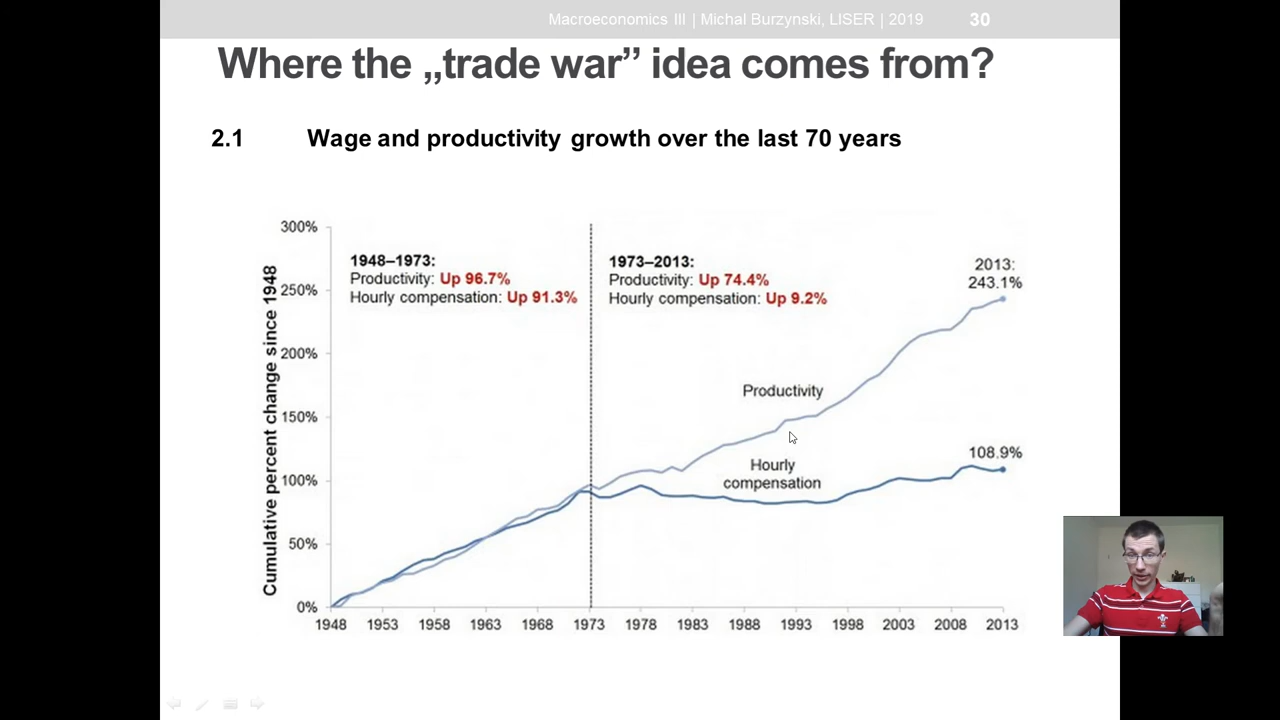 Macroeconomics III | Michal Burzynski, LISER | 2019 30
Where the „trade war” idea comes from?
2.1 Wage and productivity growth over the last 70 years
Cumulative percent change since 1948
300%
250%
200%
150%
100%
50%
0%
1948–1973:
Productivity: Up 96.7%
Hourly compensation: Up 91.3%
1973–2013:
Productivity: Up 74.4%
Hourly compensation: Up 9.2%
2013:
243.1%
Productivity
Hourly
compensation
108.9%
1948 1953 1958 1963 1968 1973 1978 1983 1988 1993 1998 2003 2008 2013